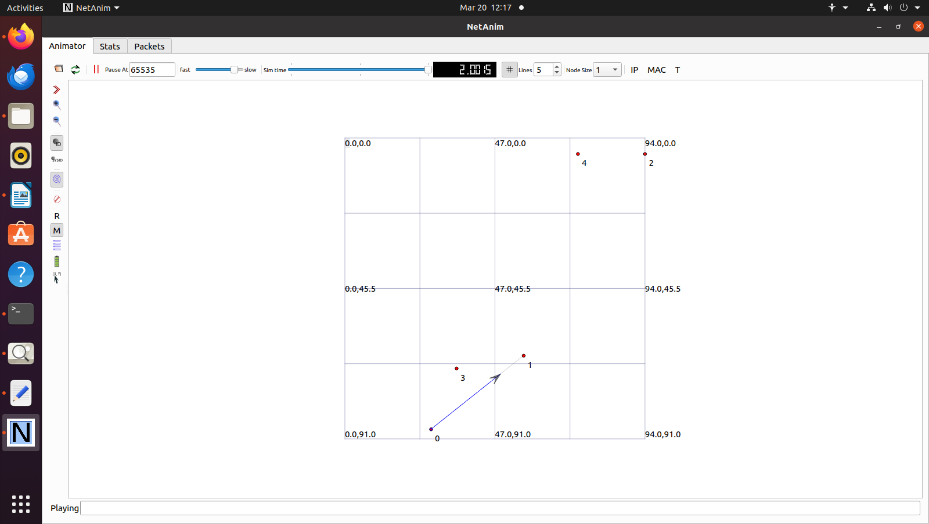 Activities NetAnim Mar 20 12:17
NetAnim
Animator Stats Packets
Pause At 65535 fast slow Sim time 2.0015 Lines 5 Node Size 1 IP MAC T
0.0,0.0 47.0,0.0 94.0,0.0
4 2
R
M
0.0,45.5 47.0,45.5 94.0,45.5
1
3
0.0,91.0 47.0,91.0 94.0,91.0
0
N
Playing